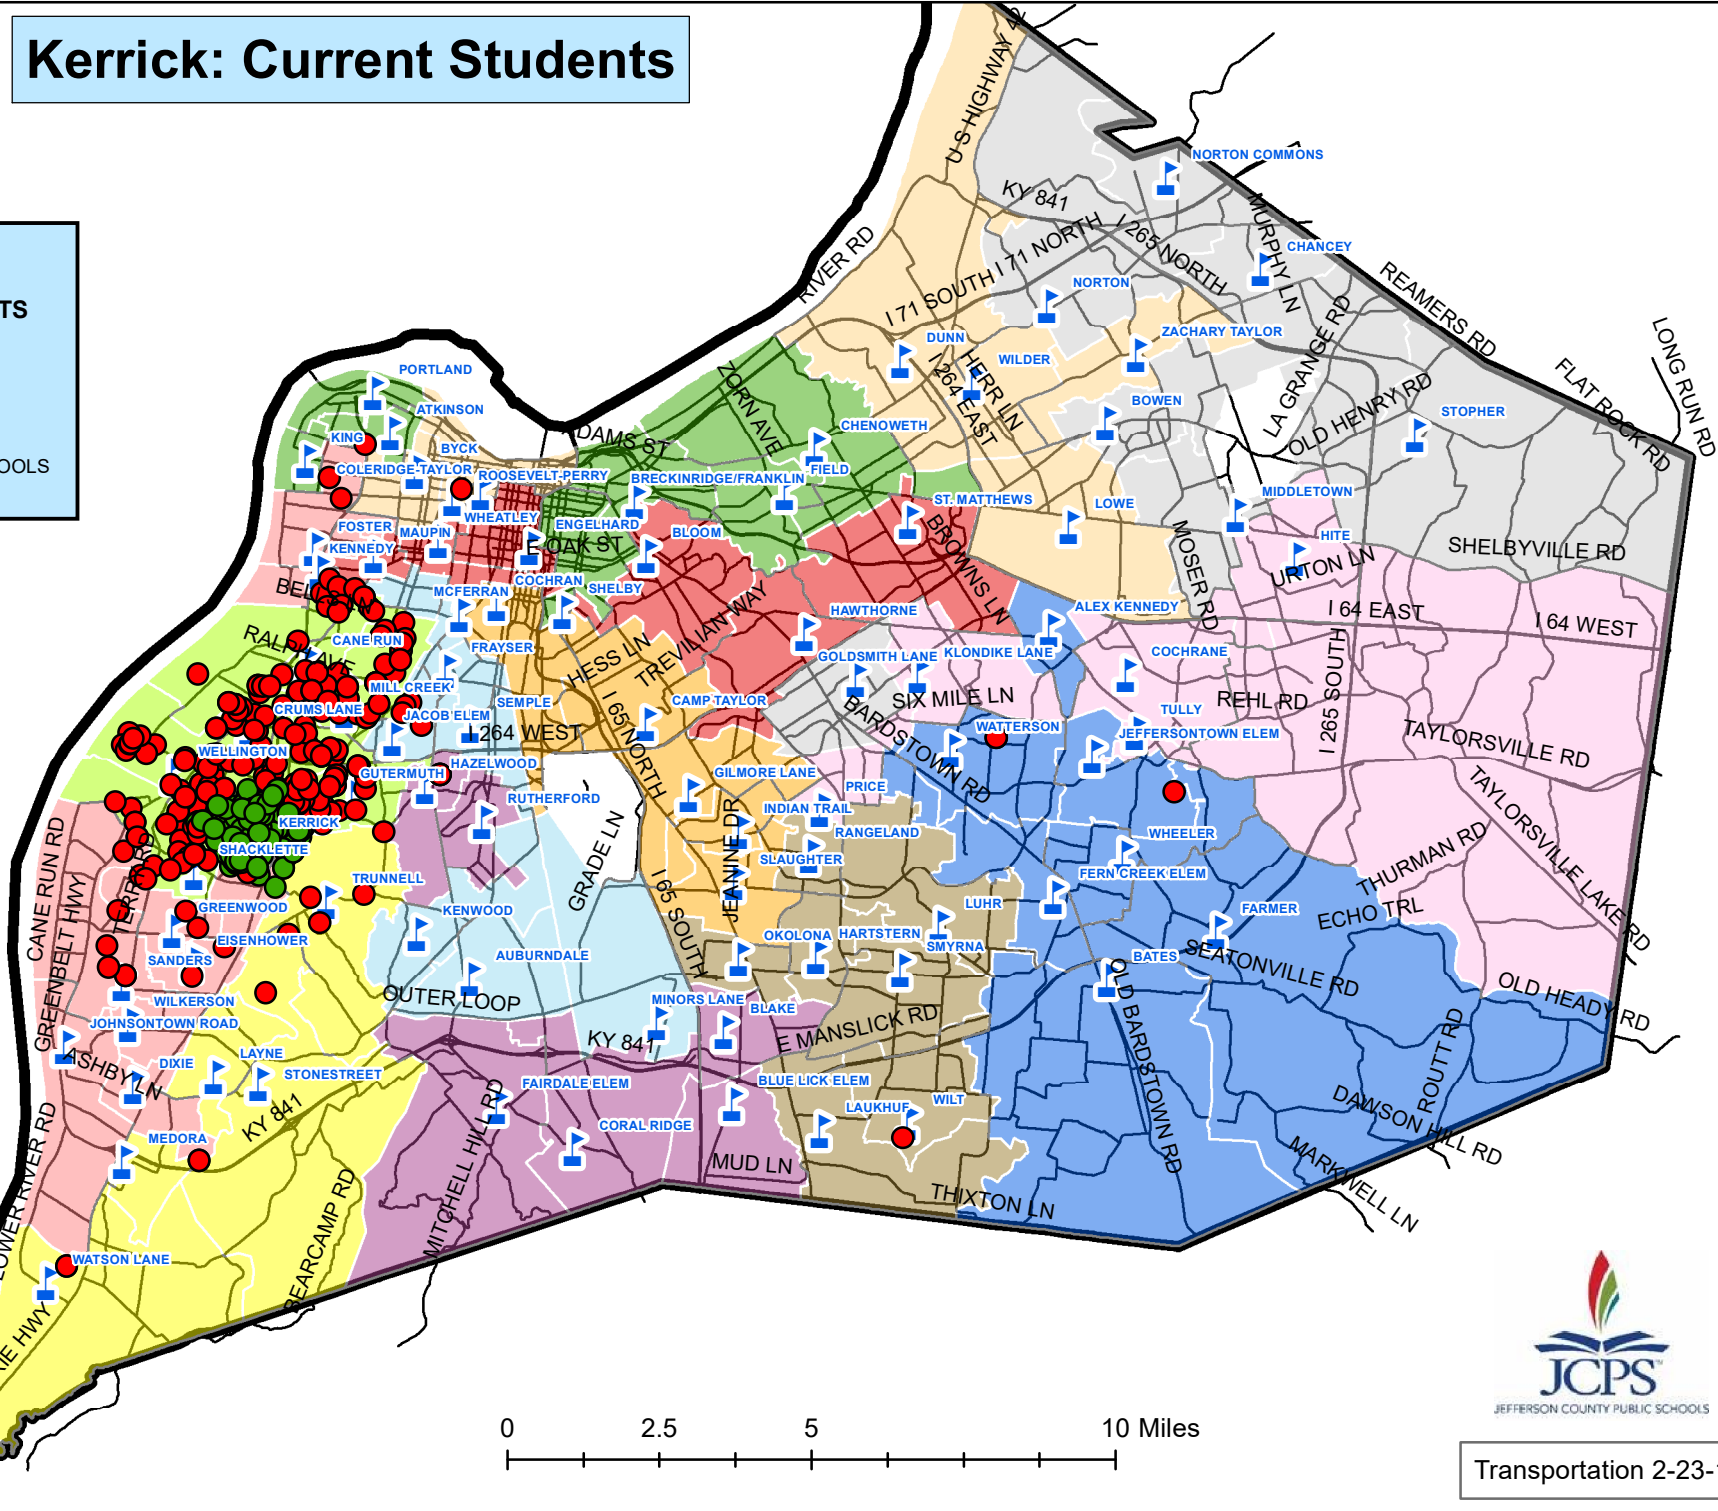 Kerrick: Current Students
TS
OOLS
U S HIGHWAY 42
NORTON COMMONS
KY 841
MURPHY LN
I 265 NORTH
I 71 NORTH
CHANCEY
RIVER RD
REAMERS RD
I 71 SOUTH
NORTON
LA GRANGE RD
LONG RUN RD
DUNN
WILDER
ZACHARY TAYLOR
HERR LN
I 264 EAST
FLAT ROCK RD
PORTLAND
ZORN AVE
BOWEN
OLD HENRY RD
STOPHER
ATKINSON
KING
DAMS ST
CHENOWETH
BYCK
COLERIDGE-TAYLOR
ROOSEVELT-PERRY
BRECKINRIDGE/FRANKLIN
FIELD
ST. MATTHEWS
LOWE
MIDDLETOWN
FOSTER
MAUPIN
WHEATLEY
ENGELHARD
BLOOM
BROWNS LN
MOSER RD
HITE
SHELBYVILLE RD
KENNEDY
E OAK ST
URTON LN
BELLS LN
MCFERRAN
COCHRAN
SHELBY
TREVILIAN WAY
HAWTHORNE
ALEX KENNEDY
I 64 EAST
I 64 WEST
RALPH AVE
CANE RUN
FRAYSER
HESS LN
GOLDSMITH LANE
KLONDIKE LANE
COCHRANE
I 265 SOUTH
MILL CREEK
SIX MILE LN
REHL RD
CRUMS LANE
JACOB ELEM
SEMPLE
I 65 NORTH
CAMP TAYLOR
BARDSTOWN RD
WATTERSON
TULLY
I 264 WEST
JEFFERSONTOWN ELEM
TAYLORSVILLE RD
WELLINGTON
GUTERMUTH
HAZELWOOD
GILMORE LANE
PRICE
TAYLORSVILLE LAKE RD
RUTHERFORD
INDIAN TRAIL
KERRICK
JEANINE DR
RANGELAND
WHEELER
THURMAN RD
CANE RUN RD
SHACKLETTE
GRADE LN
SLAUGHTER
TRUNNELL
I 65 SOUTH
FERN CREEK ELEM
GREENBELT HWY
GREENWOOD
KENWOOD
LUHR
FARMER
ECHO TRL
EISENHOWER
OKOLONA
HARTSTERN
SMYRNA
SANDERS
AUBURNDALE
BATES
SEATONVILLE RD
OUTER LOOP
WILKERSON
MINORS LANE
BLAKE
OLD HEADY RD
JOHNSONTOWN ROAD
KY 841
E MANSLICK RD
OLD BARDSTOWN RD
ROUTT RD
ASHBY LN
DIXIE
LAYNE
STONESTREET
FAIRDALE ELEM
BLUE LICK ELEM
KY 841
LAUKHUF
WILT
DAWSON HILL RD
MEDORA
CORAL RIDGE
MITCHELL HILL RD
MUD LN
MARKWELL LN
LOWER RIVER RD
BEARCAMP RD
THIXTON LN
WATSON LANE
IE HWY
JCPS
JEFFERSON COUNTY PUBLIC SCHOOLS
0 2.5 5 10 Miles
Transportation 2-23-